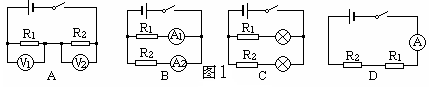 R₁ R₂ V₁ V₂ A
R₁ A₁ R₂ A2 B
图1
R₁ R₂ C
A R₂ R₁ D